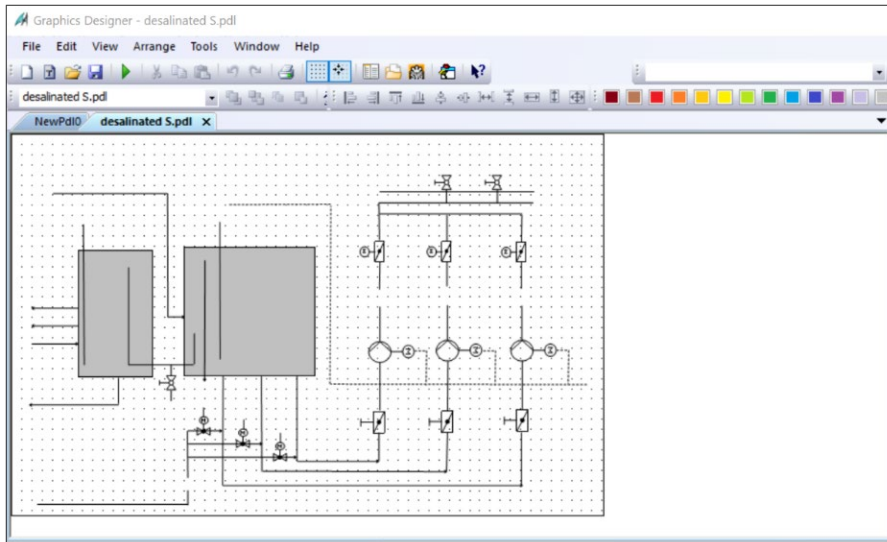 Graphics Designer - desalinated S.pdl
File Edit View Arrange Tools Window Help
desalinated S.pdl
NewPdl0 desalinated S.pdl X